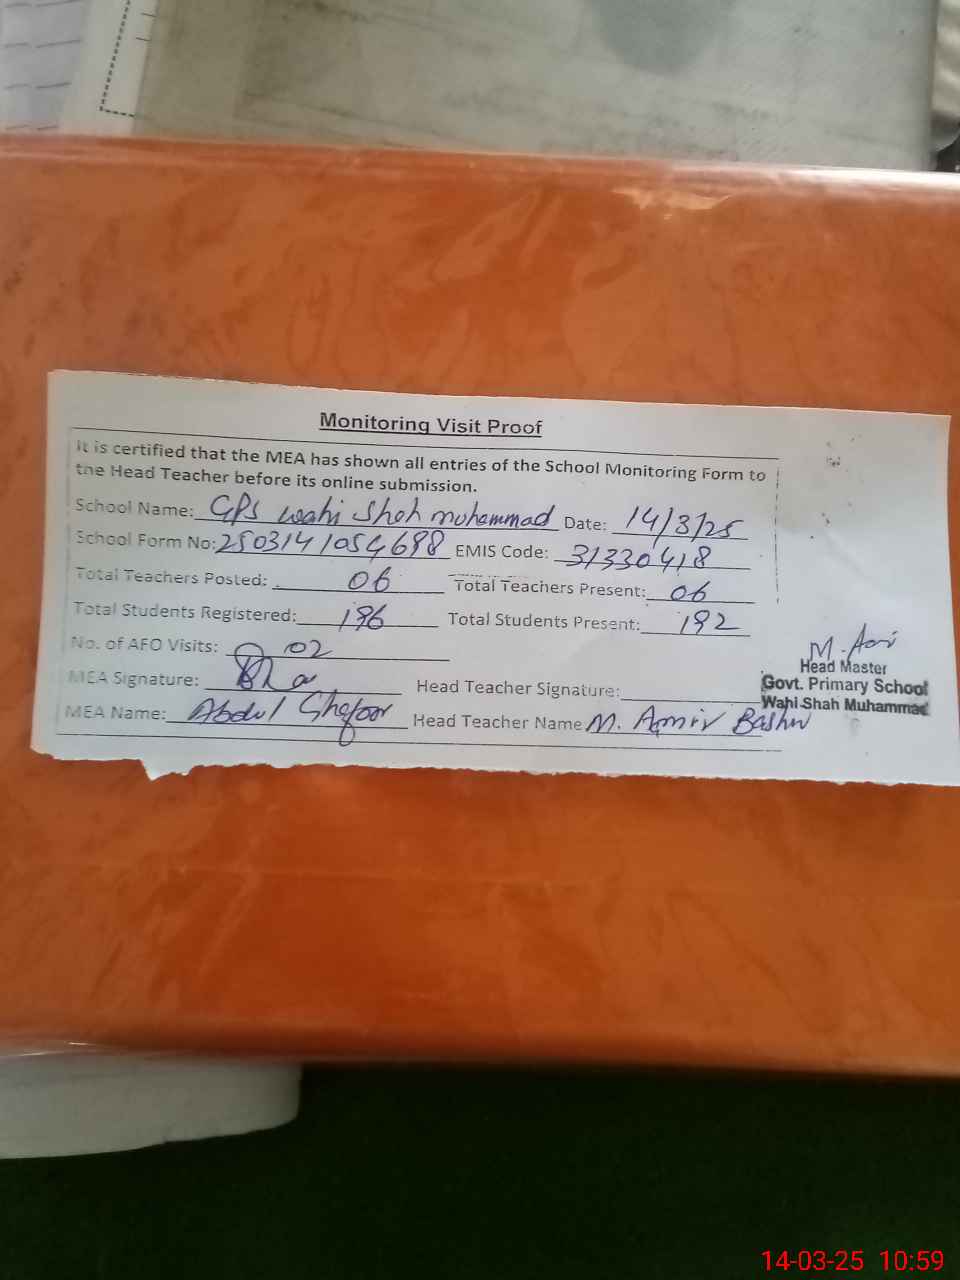 Monitoring Visit Proof
It is certified that the MEA has shown all entries of the School Monitoring Form to
the Head Teacher before its online submission.
School Name: GPS wahi Shah muhammad Date: 14/3/25
School Form No: 2503141054698 EMIS Code: 31330418
Total Teachers Posted: 06 Total Teachers Present: 06
Total Students Registered: 196 Total Students Present: 192
No. of AFO Visits: 02
MEA Signature: Head Teacher Signature:
MEA Name: Abdul Ghafoor Head Teacher Name M. Aamir Bashir
Head Master
Govt. Primary School
Wahi Shah Muhammad
14-03-25 10:59